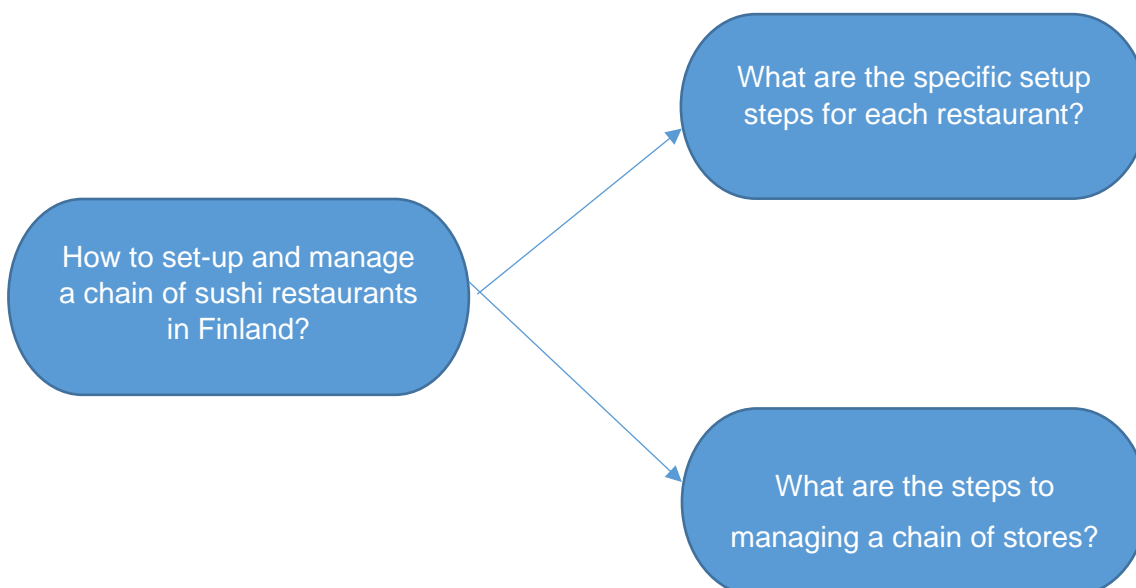 What are the specific setup
steps for each restaurant?
How to set-up and manage
a chain of sushi restaurants
in Finland?
What are the steps to
managing a chain of stores?